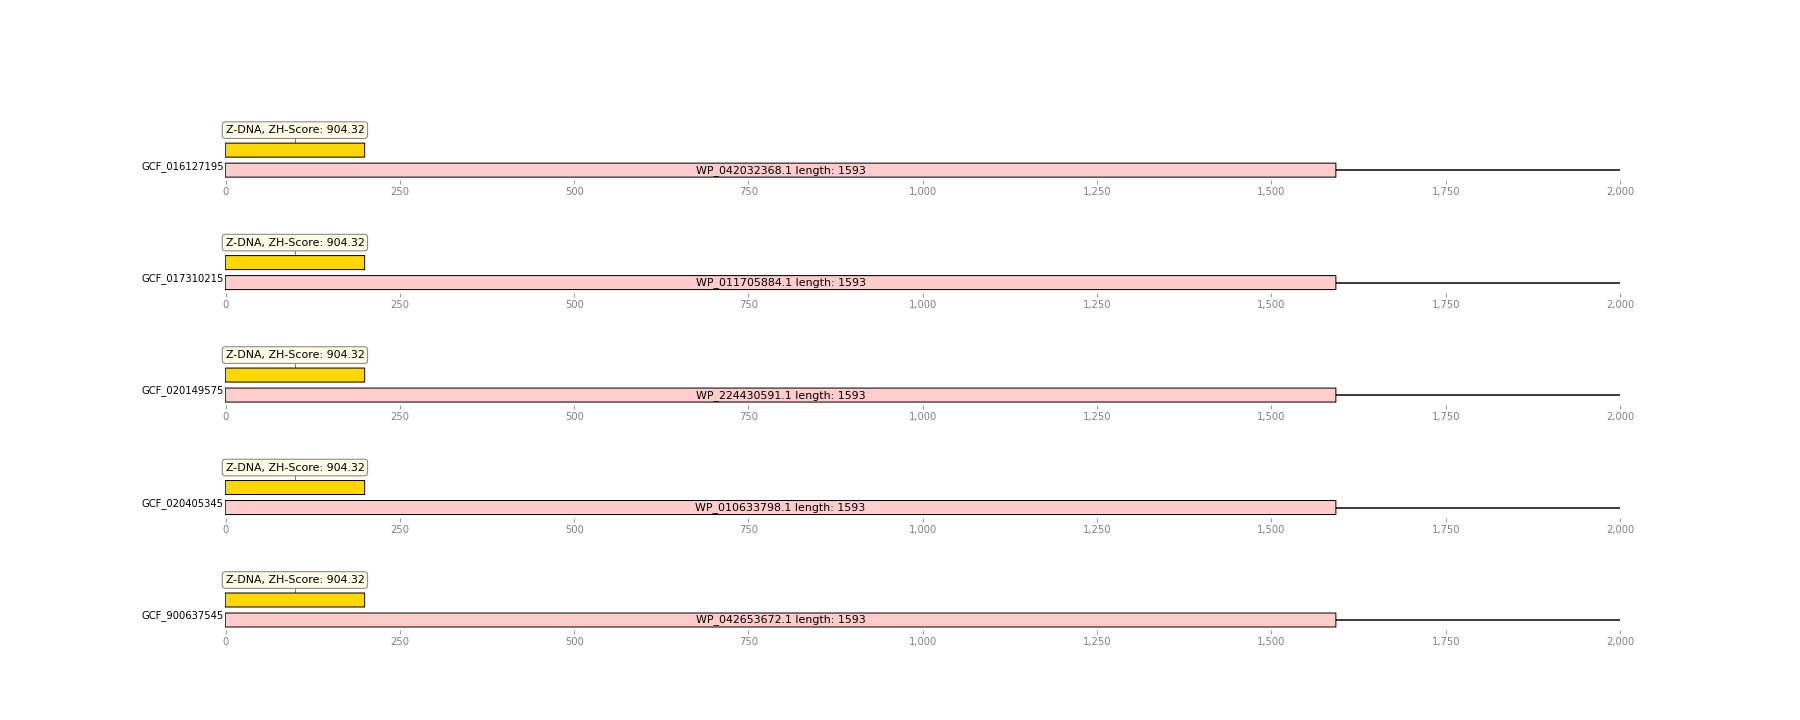 Z-DNA, ZH-Score: 904.32
GCF_016127195
WP_042032368.1 length: 1593
0 250 500 750 1,000 1,250 1,500 1,750 2,000
Z-DNA, ZH-Score: 904.32
GCF_017310215
WP_011705884.1 length: 1593
0 250 500 750 1,000 1,250 1,500 1,750 2,000
Z-DNA, ZH-Score: 904.32
GCF_020149575
WP_224430591.1 length: 1593
0 250 500 750 1,000 1,250 1,500 1,750 2,000
Z-DNA, ZH-Score: 904.32
GCF_020405345
WP_010633798.1 length: 1593
0 250 500 750 1,000 1,250 1,500 1,750 2,000
Z-DNA, ZH-Score: 904.32
GCF_900637545
WP_042653672.1 length: 1593
0 250 500 750 1,000 1,250 1,500 1,750 2,000